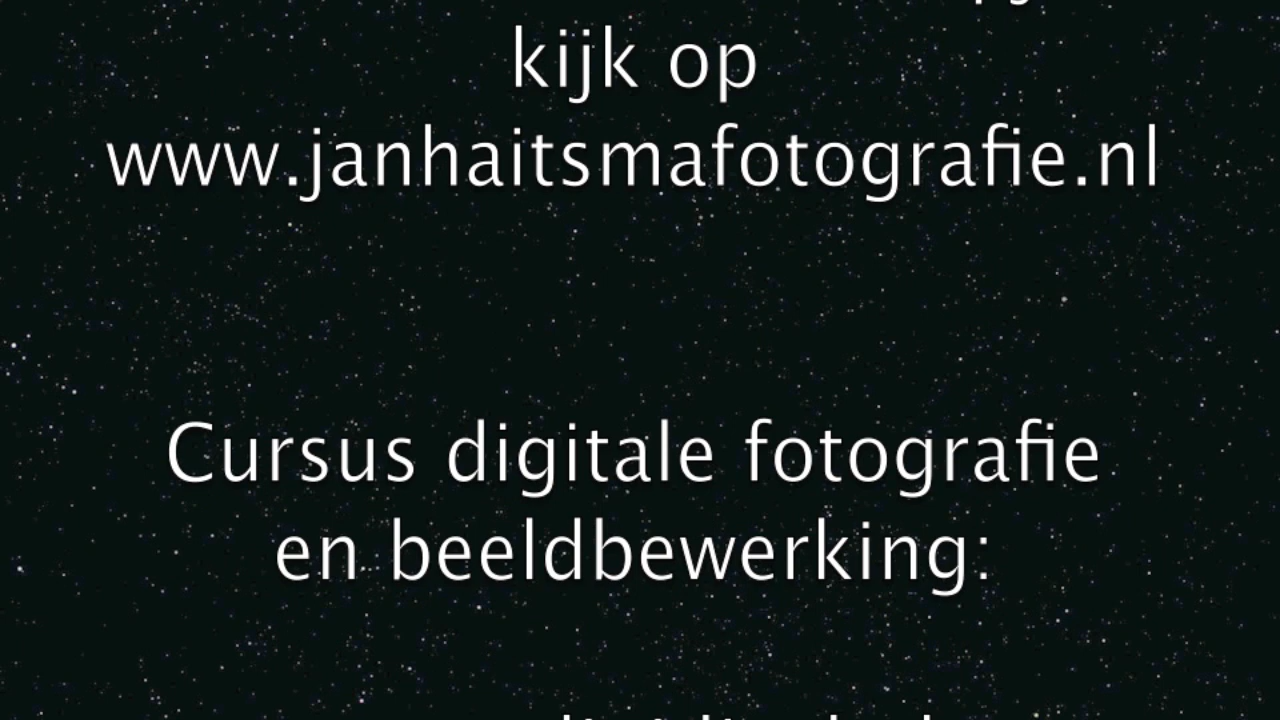 kijk op
www.janhaitsmafotografie.nl
Cursus digitale fotografie
en beeldbewerking: